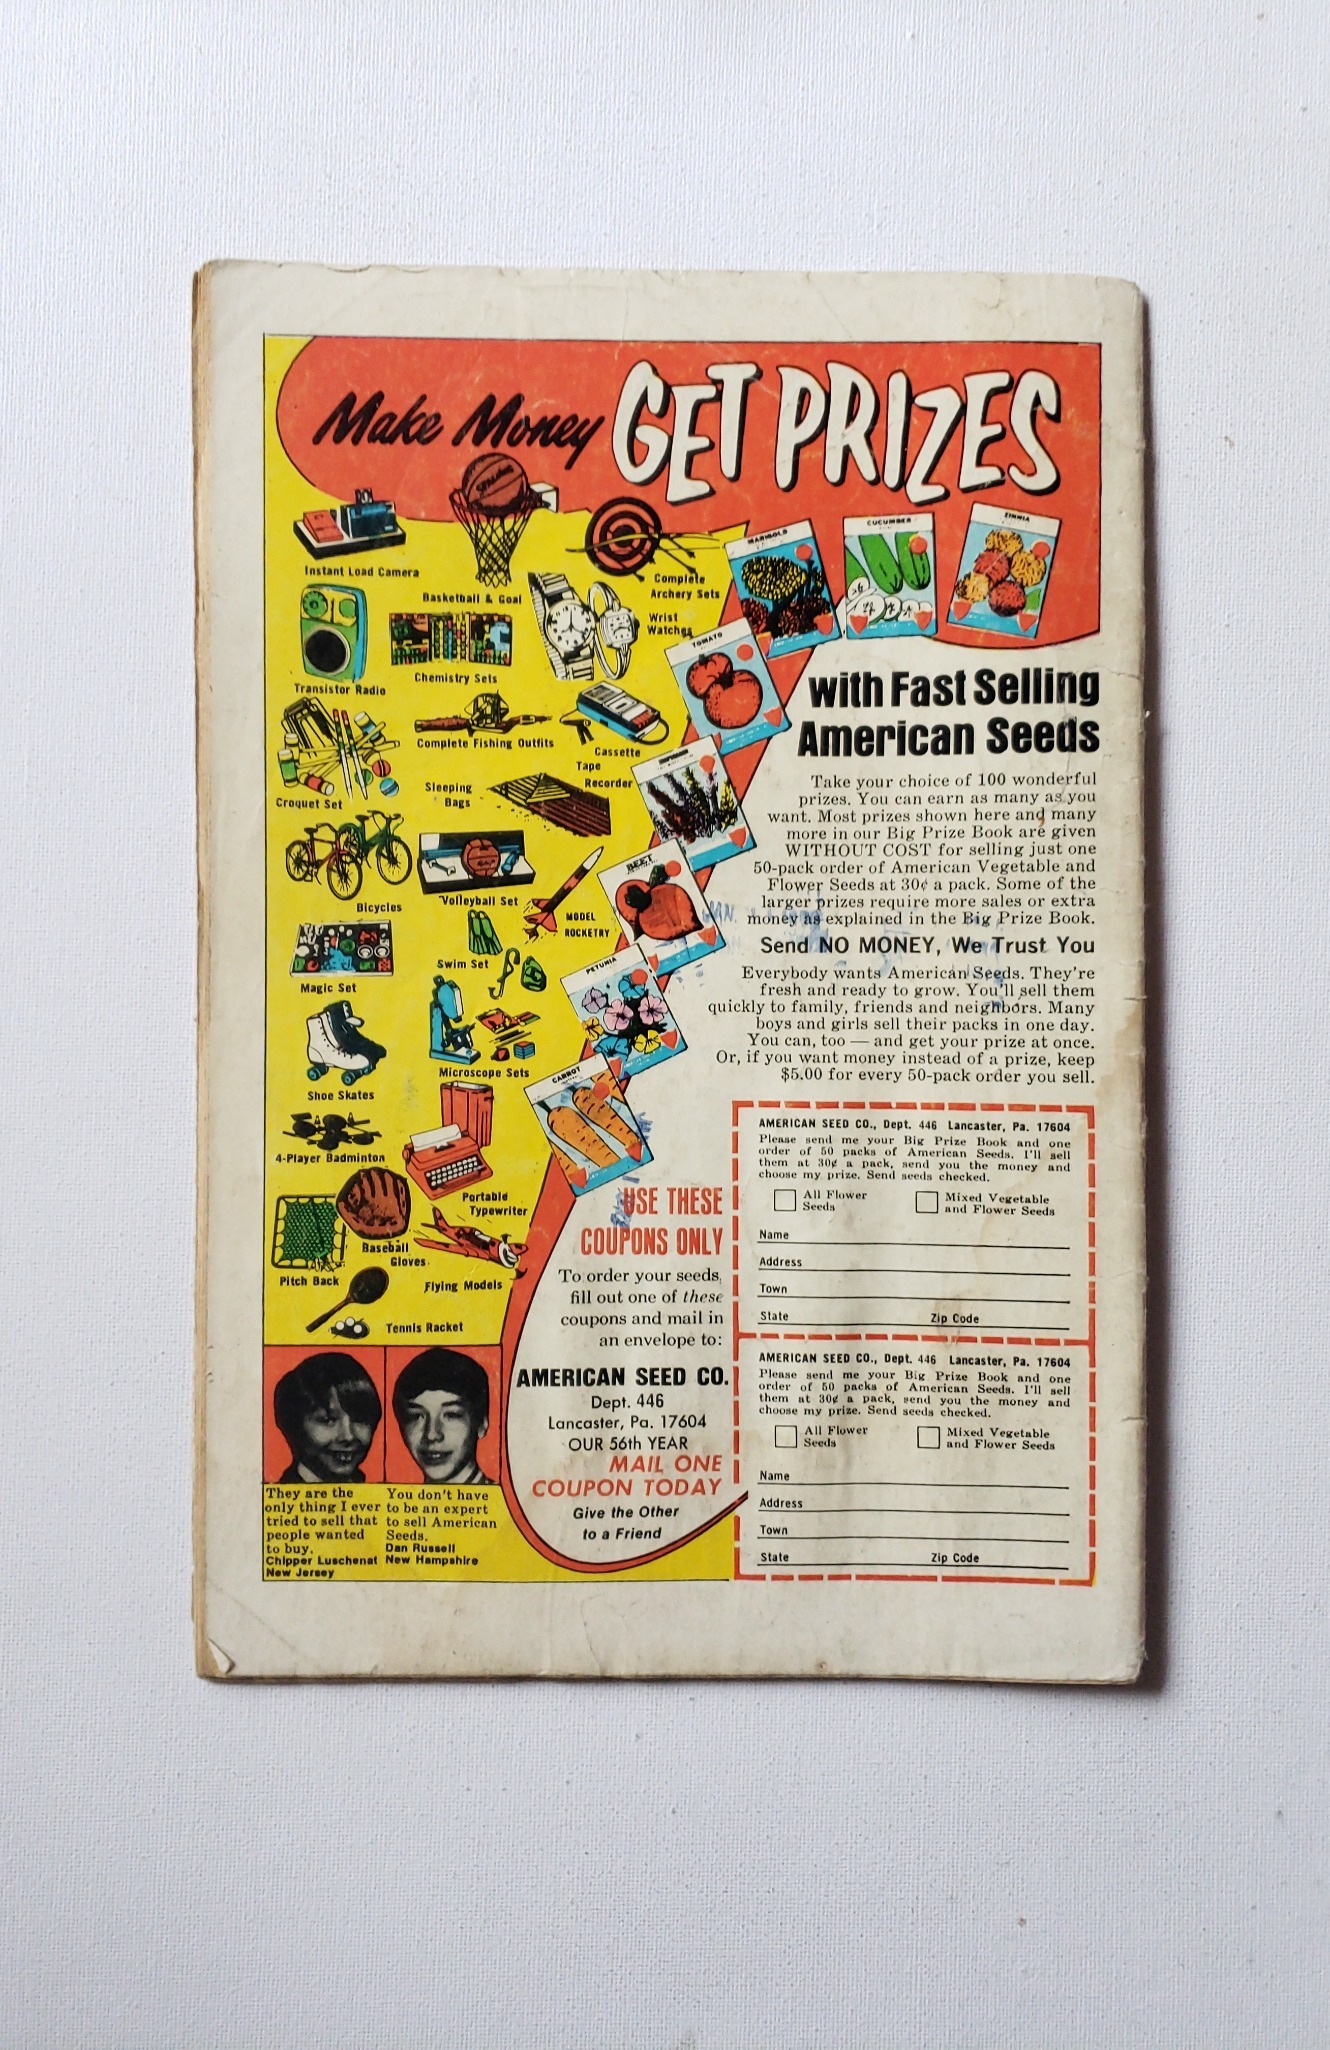 Make Money GET PRIZES
SPALDING
Instant Load Camera
Basketball & Goal
Complete
Archery Sets
Wrist
Watches
Transistor Radio
Chemistry Sets
Complete Fishing Outfits
Cassette
Tape
Recorder
Croquet Set
Sleeping
Bags
Bicycles
Volleyball Set
MODEL
ROCKETRY
Magic Set
Swim Set
Shoe Skates
Microscope Sets
4-Player Badminton
Portable
Typewriter
Baseball
Gloves
Pitch Back
Flying Models
Tennis Racket
MARIGOLD
CUCUMBER
ZINNIA
TOMATO
BEET
PETUNIA
CARROT
with Fast Selling
American Seeds
Take your choice of 100 wonderful
prizes. You can earn as many as you
want. Most prizes shown here and many
more in our Big Prize Book are given
WITHOUT COST for selling just one
50-pack order of American Vegetable and
Flower Seeds at 30¢ a pack. Some of the
larger prizes require more sales or extra
money as explained in the Big Prize Book.
JAN.
Send NO MONEY, We Trust You
Everybody wants American Seeds. They're
fresh and ready to grow. You'll sell them
quickly to family, friends and neighbors. Many
boys and girls sell their packs in one day.
You can, too — and get your prize at once.
Or, if you want money instead of a prize, keep
$5.00 for every 50-pack order you sell.
USE THESE
COUPONS ONLY
To order your seeds,
fill out one of these
coupons and mail in
an envelope to:
AMERICAN SEED CO.
Dept. 446
Lancaster, Pa. 17604
OUR 56th YEAR
MAIL ONE
COUPON TODAY
Give the Other
to a Friend
AMERICAN SEED CO., Dept. 446 Lancaster, Pa. 17604
Please send me your Big Prize Book and one
order of 50 packs of American Seeds. I'll sell
them at 30¢ a pack, send you the money and
choose my prize. Send seeds checked.
All Flower
Seeds
Mixed Vegetable
and Flower Seeds
Name
Address
Town
State Zip Code
AMERICAN SEED CO., Dept. 446 Lancaster, Pa. 17604
Please send me your Big Prize Book and one
order of 50 packs of American Seeds. I'll sell
them at 30¢ a pack, send you the money and
choose my prize. Send seeds checked.
All Flower
Seeds
Mixed Vegetable
and Flower Seeds
Name
Address
Town
State Zip Code
They are the
only thing I ever
tried to sell that
people wanted
to buy.
Chipper Luschenat
New Jersey
You don't have
to be an expert
to sell American
Seeds.
Dan Russell
New Hampshire